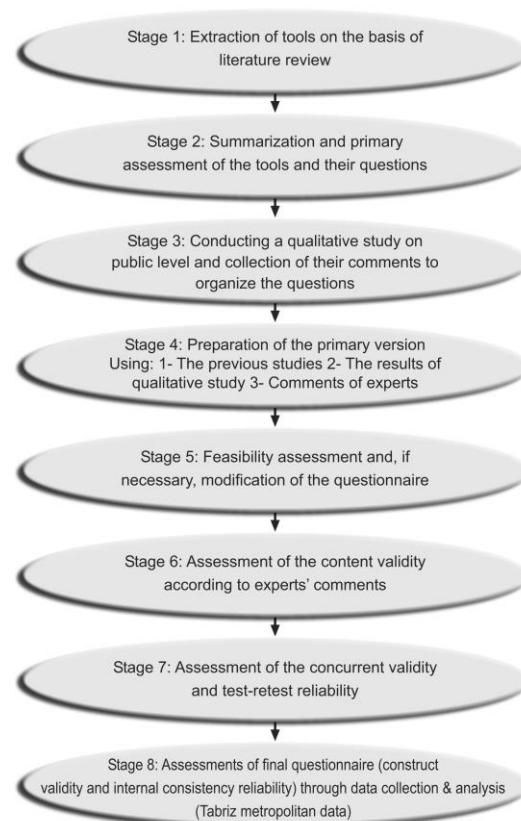 Stage 1: Extraction of tools on the basis of
literature review
Stage 2: Summarization and primary
assessment of the tools and their questions
Stage 3: Conducting a qualitative study on
public level and collection of their comments to
organize the questions
Stage 4: Preparation of the primary version
Using: 1- The previous studies 2- The results of
qualitative study 3- Comments of experts
Stage 5: Feasibility assessment and, if
necessary, modification of the questionnaire
Stage 6: Assessment of the content validity
according to experts’ comments
Stage 7: Assessment of the concurrent validity
and test-retest reliability
Stage 8: Assessments of final questionnaire (construct
validity and internal consistency reliability) through data collection & analysis
(Tabriz metropolitan data)